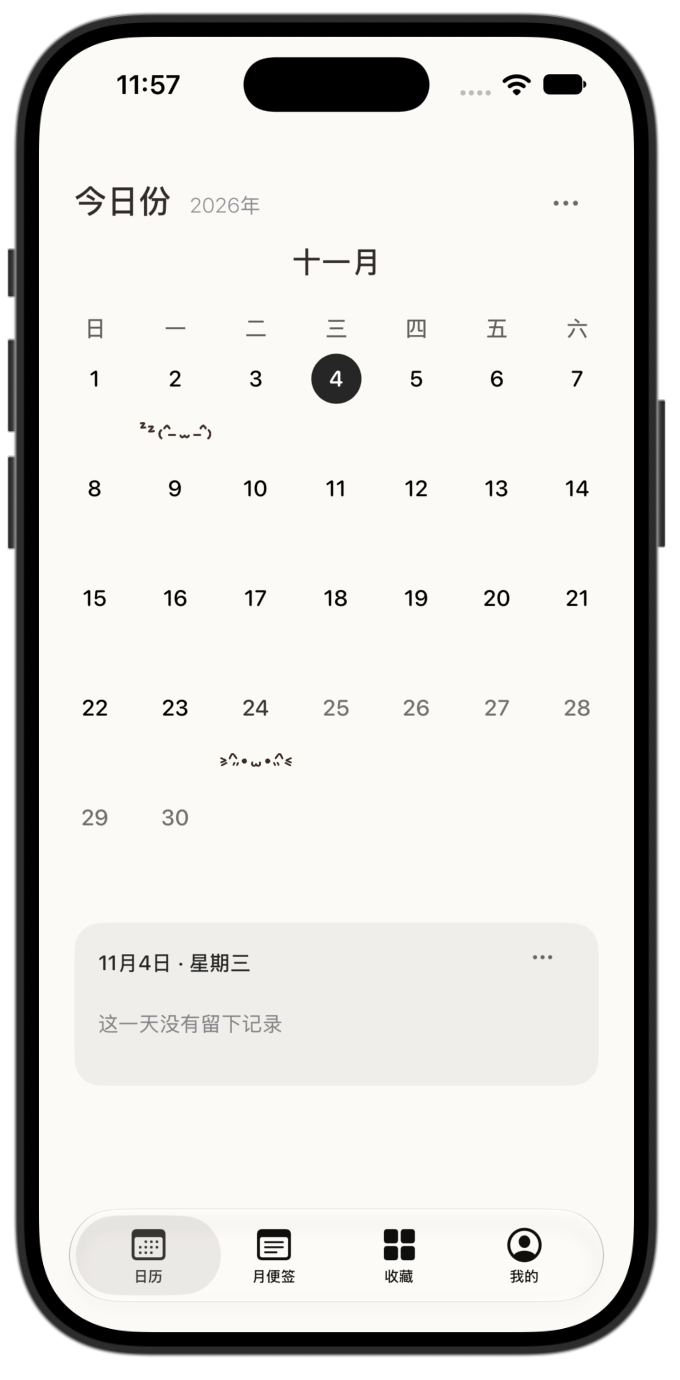 11:57
今日份 2026年
十一月
日 一 二 三 四 五 六
1 2 3 4 5 6 7
ᶻᶻ(^– ⩊ –^)
8 9 10 11 12 13 14
15 16 17 18 19 20 21
22 23 24 25 26 27 28
≽^•⩊•^≼
29 30
11月4日 · 星期三
这一天没有留下记录
日历 月便签 收藏 我的